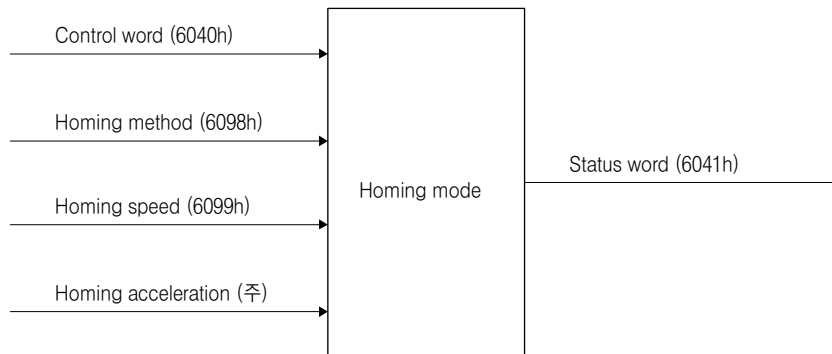 Control word (6040h)
Homing method (6098h)
Homing speed (6099h)
Homing acceleration (주)
Homing mode
Status word (6041h)